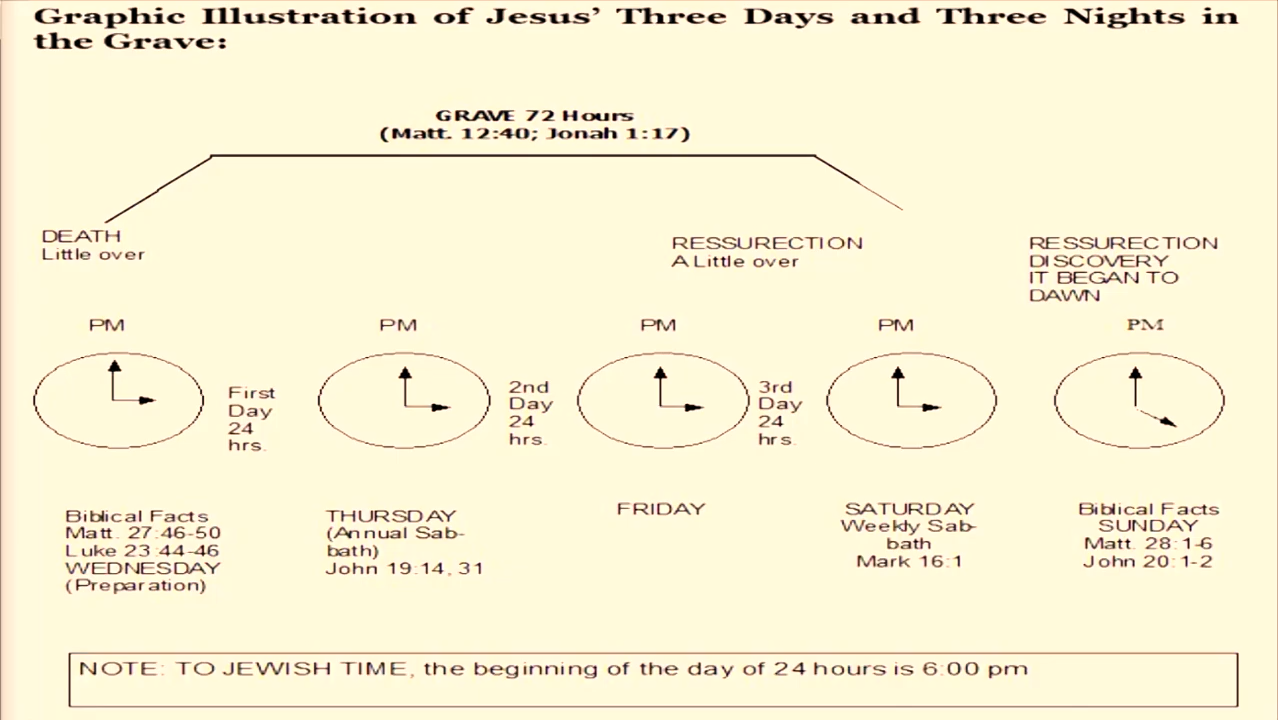 Graphic Illustration of Jesus’ Three Days and Three Nights in
the Grave:
GRAVE 72 Hours
(Matt. 12:40; Jonah 1:17)
DEATH
Little over
RESSURECTION
A Little over
RESSURECTION
DISCOVERY
IT BEGAN TO
DAWN
PM
PM
PM
PM
PM
First
Day
24
hrs.
2nd
Day
24
hrs.
3rd
Day
24
hrs.
Biblical Facts
Matt. 27:46-50
Luke 23:44-46
WEDNESDAY
(Preparation)
THURSDAY
(Annual Sab-
bath)
John 19:14, 31
FRIDAY
SATURDAY
Weekly Sab-
bath
Mark 16:1
Biblical Facts
SUNDAY
Matt. 28:1-6
John 20:1-2
NOTE: TO JEWISH TIME, the beginning of the day of 24 hours is 6:00 pm